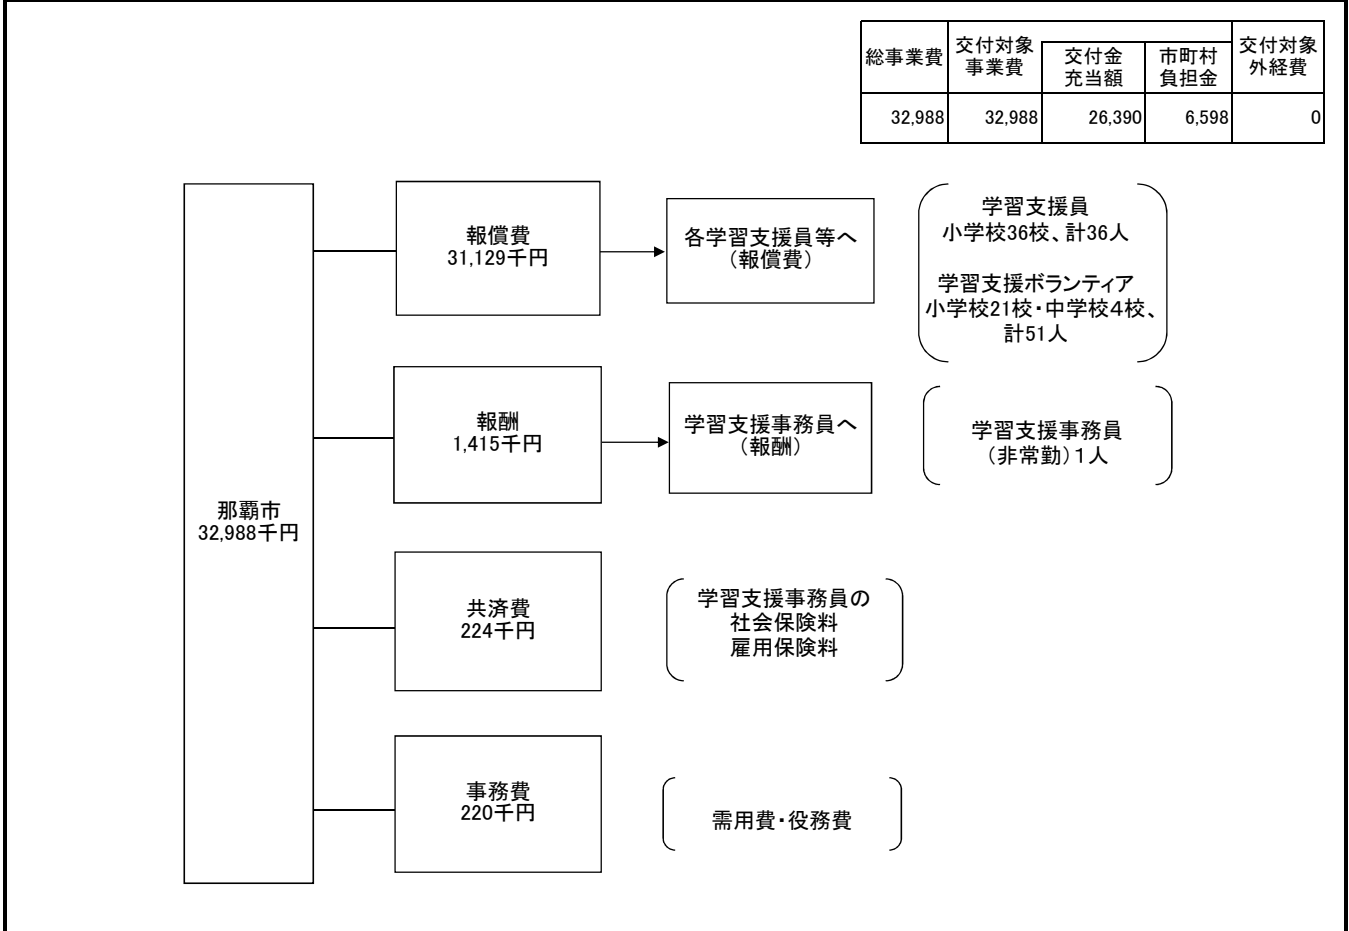 総事業費
交付対象
事業費
交付金
充当額
市町村
負担金
交付対象
外経費
32,988
32,988
26,390
6,598
0
那覇市
32,988千円
報償費
31,129千円
各学習支援員等へ
（報償費）
学習支援員
小学校36校、計36人
学習支援ボランティア
小学校21校・中学校４校、
計51人
報酬
1,415千円
学習支援事務員へ
（報酬）
学習支援事務員
（非常勤）１人
共済費
224千円
学習支援事務員の
社会保険料
雇用保険料
事務費
220千円
需用費・役務費